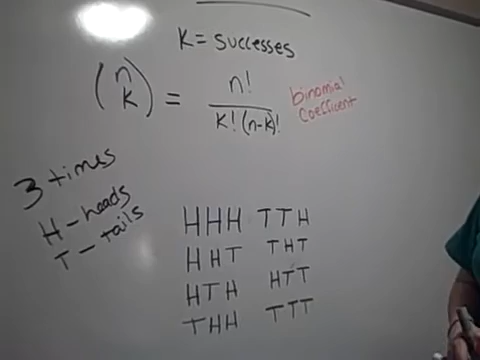 K = successes
(n k) = n! / k! (n-k)!
binomial
coefficient
3 times
H - heads
T - tails
HHH TTH
HHT THT
HTH HTT
THH TTT